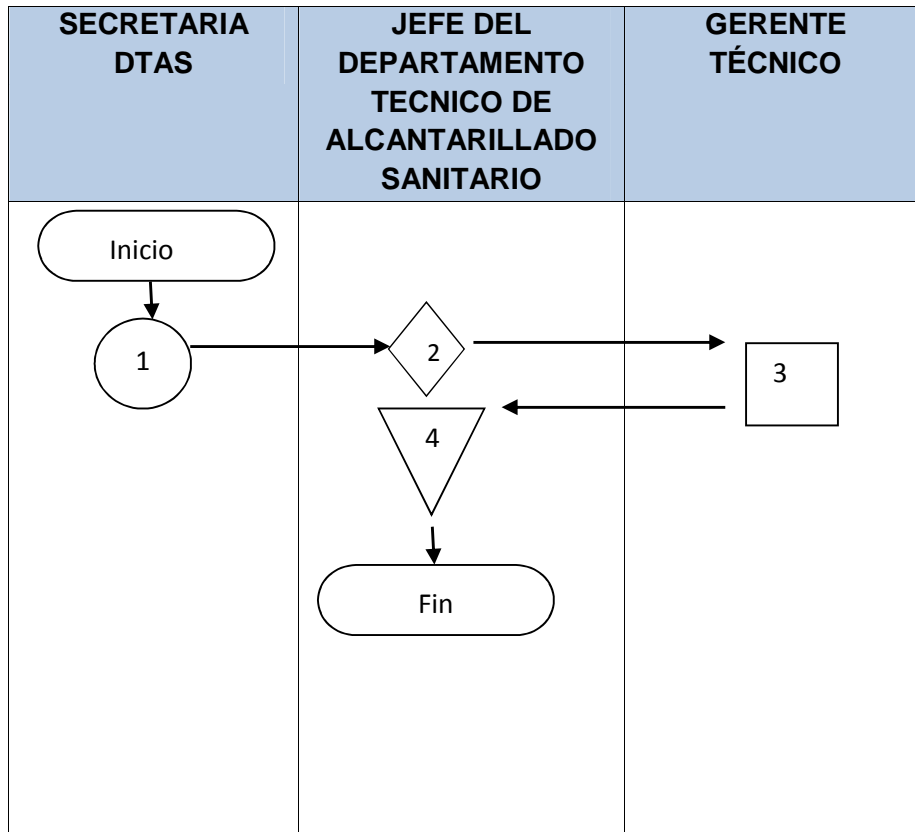 SECRETARIA
DTAS
JEFE DEL
DEPARTAMENTO
TECNICO DE
ALCANTARILLADO
SANITARIO
GERENTE
TÉCNICO
Inicio
1
2
3
4
Fin